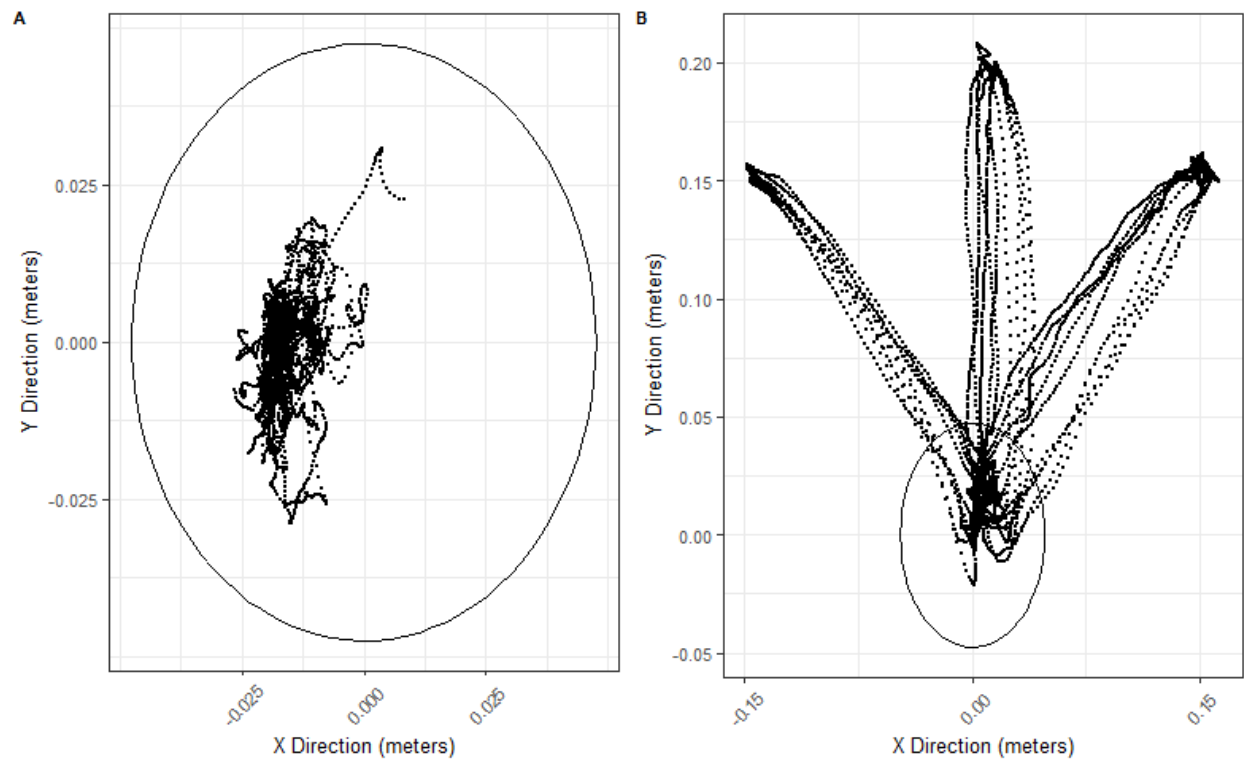 A
0.025
0.000
-0.025
Y Direction (meters)
-0.025
0.000
0.025
X Direction (meters)
B
0.20
0.15
0.10
0.05
0.00
-0.05
Y Direction (meters)
-0.15
0.00
0.15
X Direction (meters)